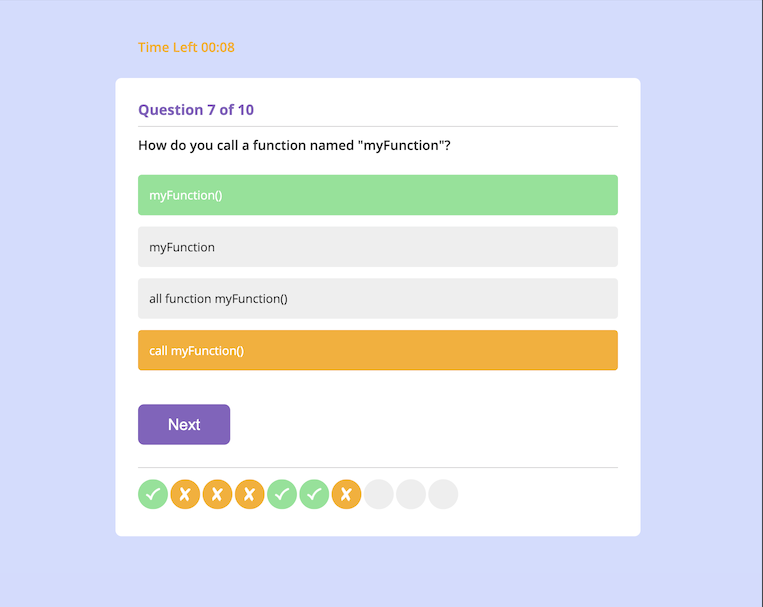 Time Left 00:08
Question 7 of 10
How do you call a function named "myFunction"?
myFunction()
myFunction
all function myFunction()
call myFunction()
Next